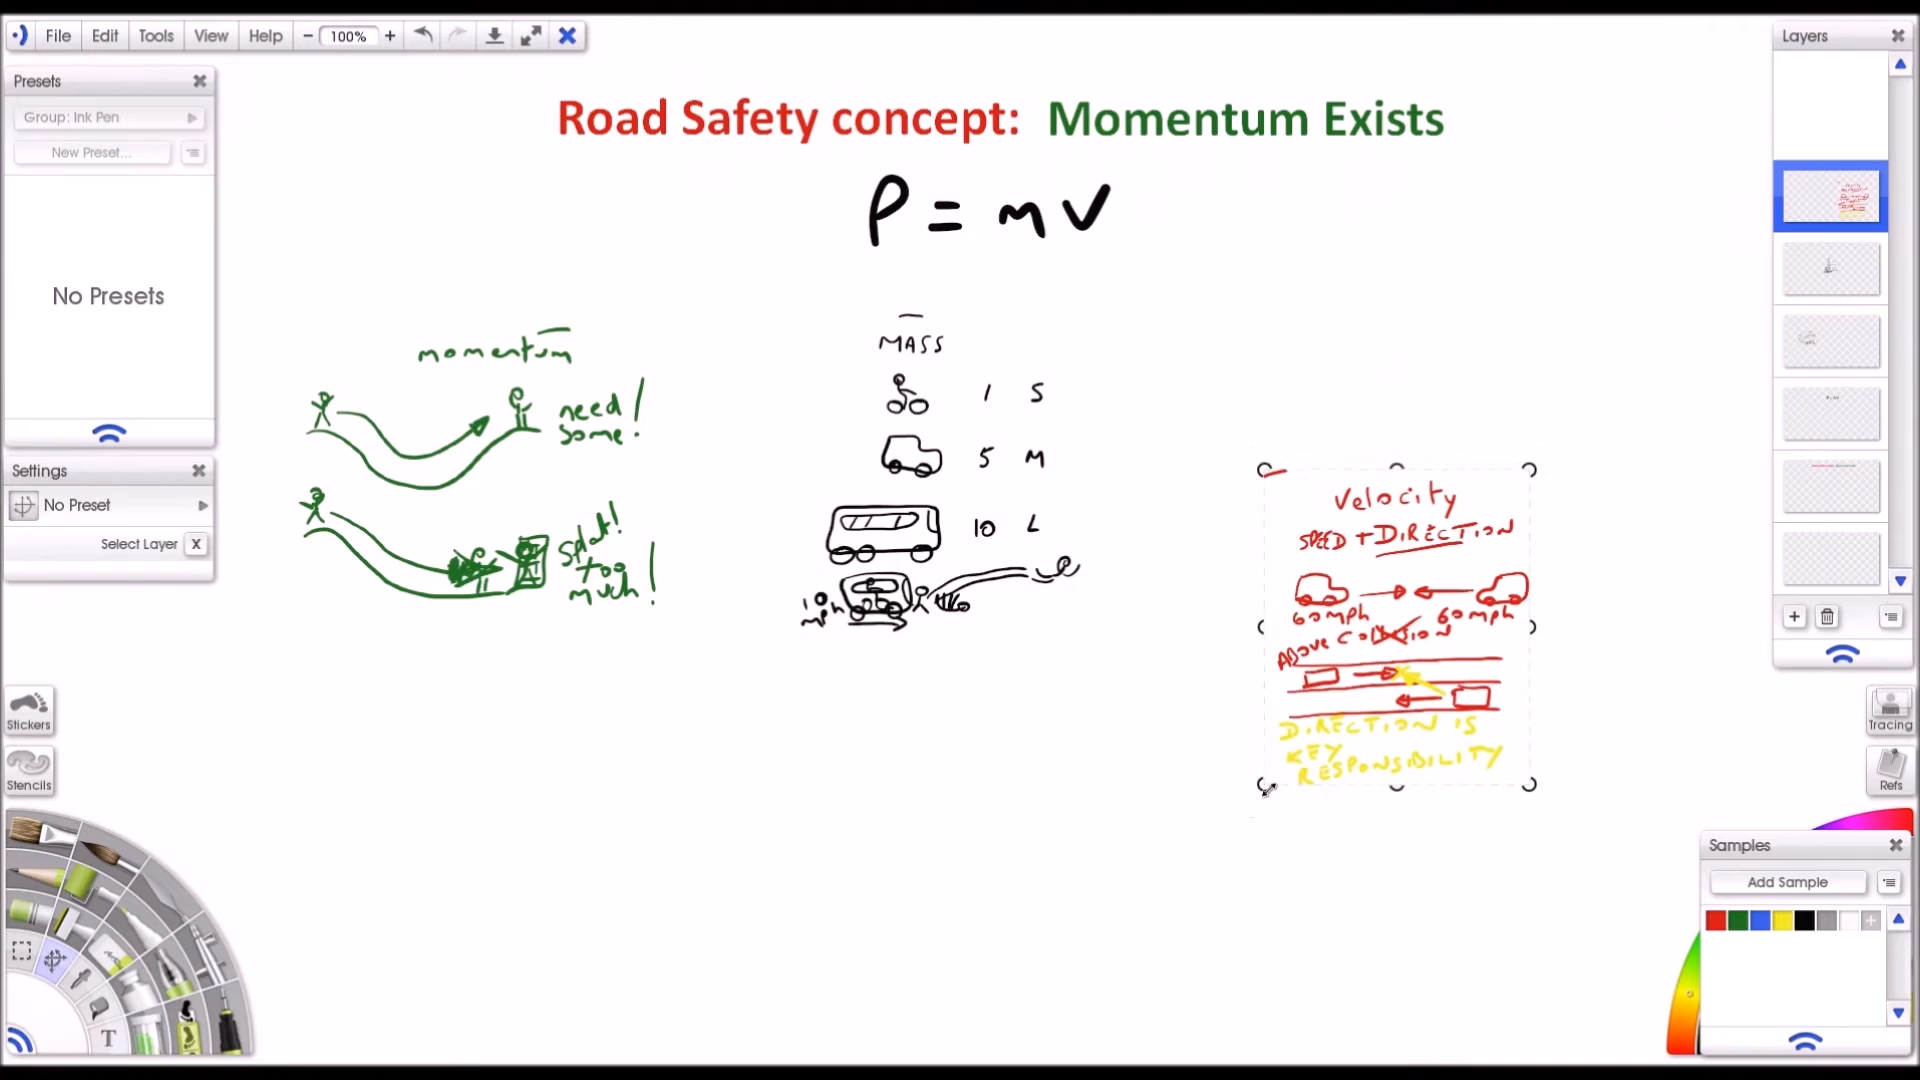 File Edit Tools View Help − 100% +
Layers
Presets
Group: Ink Pen
New Preset...
No Presets
Settings
No Preset
Select Layer X
Road Safety concept: Momentum Exists
P = mv
momentum
need
some!
splat!
too
much!
MASS
1 S
5 M
10 L
10
mph
Velocity
SPEED + DIRECTION
60mph 60mph
ABOVE COLLISION
DIRECTION IS
KEY
RESPONSIBILITY
Stickers
Stencils
T
Tracing
Refs
Samples
Add Sample